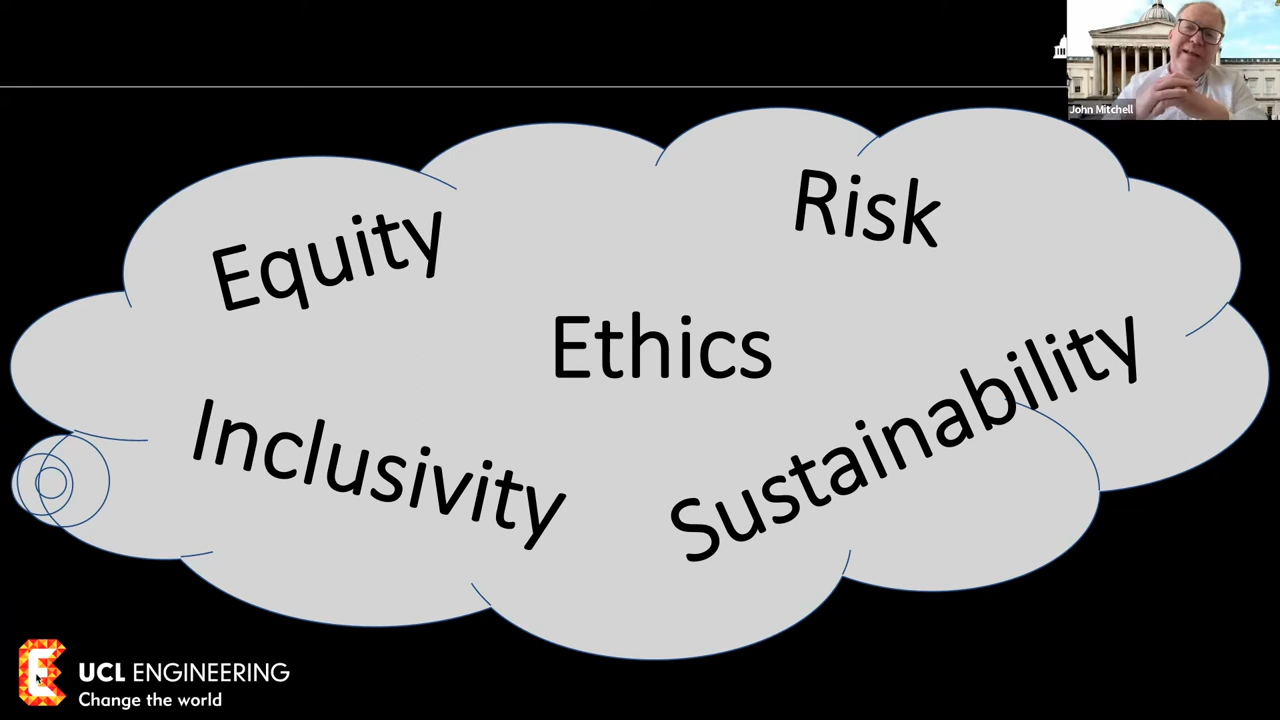 John Mitchell
Equity
Risk
Ethics
Inclusivity
Sustainability
UCL ENGINEERING
Change the world